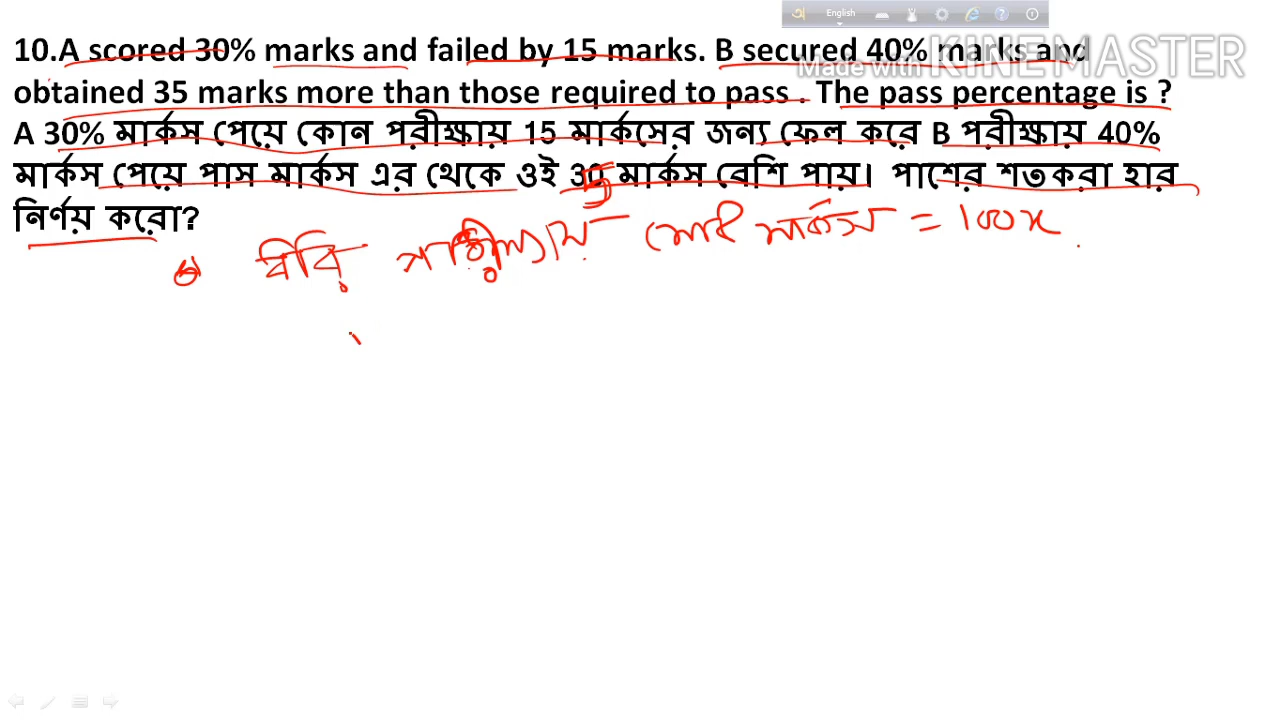 English
Made with KINEMASTER
10.A scored 30% marks and failed by 15 marks. B secured 40% marks and
obtained 35 marks more than those required to pass . The pass percentage is ?
A 30% মার্কস পেয়ে কোন পরীক্ষায় 15 মার্কসের জন্য ফেল করে B পরীক্ষায় 40%
মার্কস পেয়ে পাস মার্কস এর থেকে ওই 35 মার্কস বেশি পায়। পাশের শতকরা হার
নির্ণয় করো?
ধরি পরীক্ষায় মোট মার্কস = 100x